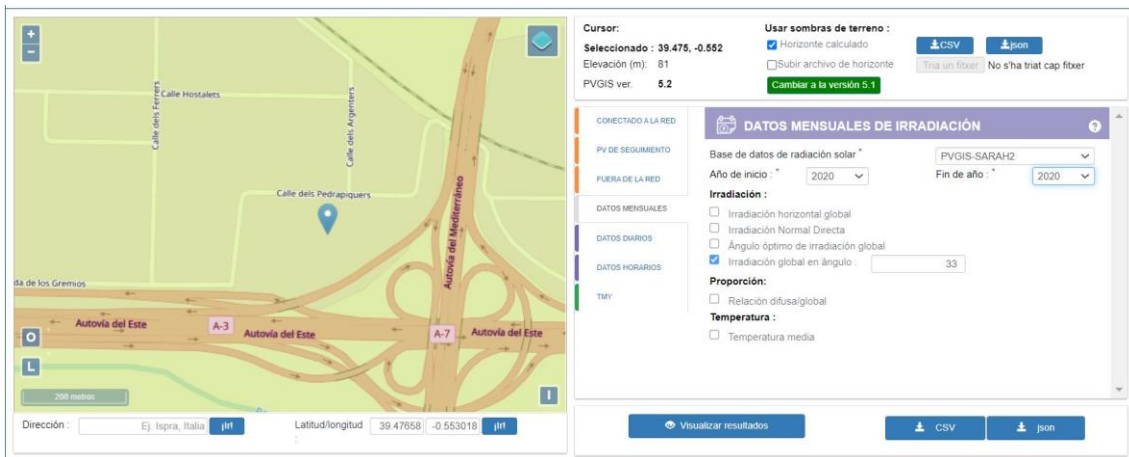 +
−
Calle Hostalets
Calle dels Ferrers
Calle dels Argenters
Calle dels Pedrapiquers
Autovía del Mediterráneo
da de los Gremios
Autovía del Este
A-3
Autovía del Este
A-7
Autovía del Este
O
L
I
200 metros
Dirección :
Ej. Ispra, Italia
¡Ir!
Latitud/longitud :
39.47658
-0.553018
¡Ir!
Cursor:
Seleccionado : 39.475, -0.552
Elevación (m): 81
PVGIS ver. 5.2
Usar sombras de terreno :
Horizonte calculado
CSV
json
Subir archivo de horizonte
Tria un fitxer
No s'ha triat cap fitxer
Cambiar a la versión 5.1
CONECTADO A LA RED
PV DE SEGUIMIENTO
FUERA DE LA RED
DATOS MENSUALES
DATOS DIARIOS
DATOS HORARIOS
TMY
DATOS MENSUALES DE IRRADIACIÓN
?
Base de datos de radiación solar *
PVGIS-SARAH2
Año de inicio : *
2020
Fin de año : *
2020
Irradiación :
Irradiación horizontal global
Irradiación Normal Directa
Ángulo óptimo de irradiación global
Irradiación global en ángulo :
33
Proporción:
Relación difusa/global
Temperatura :
Temperatura media
Visualizar resultados
CSV
json